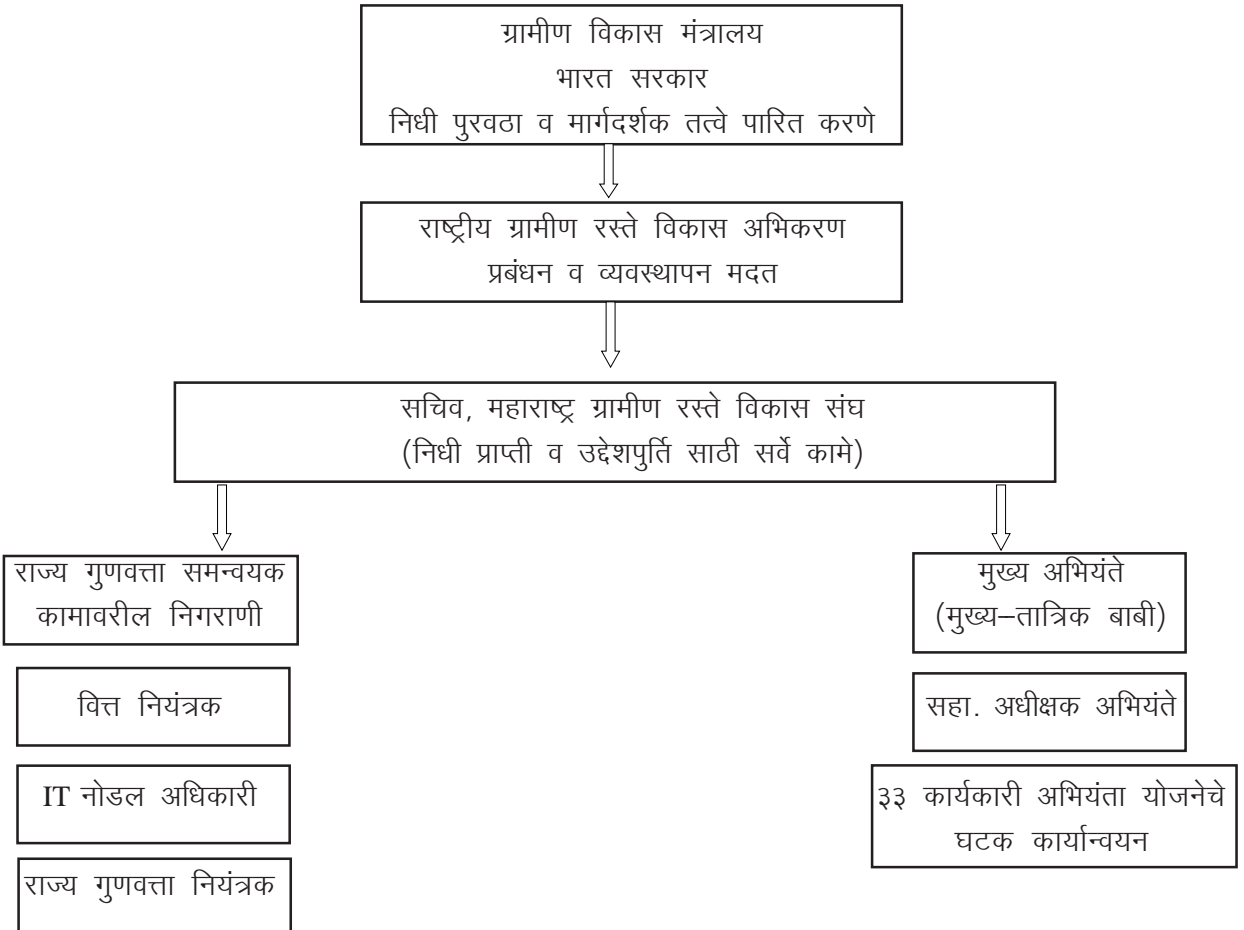 ग्रामीण विकास मंत्रालय
भारत सरकार
निधी पुरवठा व मार्गदर्शक तत्वे पारित करणे
राष्ट्रीय ग्रामीण रस्ते विकास अभिकरण
प्रबंधन व व्यवस्थापन मदत
सचिव, महाराष्ट्र ग्रामीण रस्ते विकास संघ
(निधी प्राप्ती व उद्देशपुर्ति साठी सर्वे कामे)
राज्य गुणवत्ता समन्वयक
कामावरील निगराणी
वित्त नियंत्रक
IT नोडल अधिकारी
राज्य गुणवत्ता नियंत्रक
मुख्य अभियंते
(मुख्य–तात्रिक बाबी)
सहा. अधीक्षक अभियंते
३३ कार्यकारी अभियंता योजनेचे
घटक कार्यान्वयन